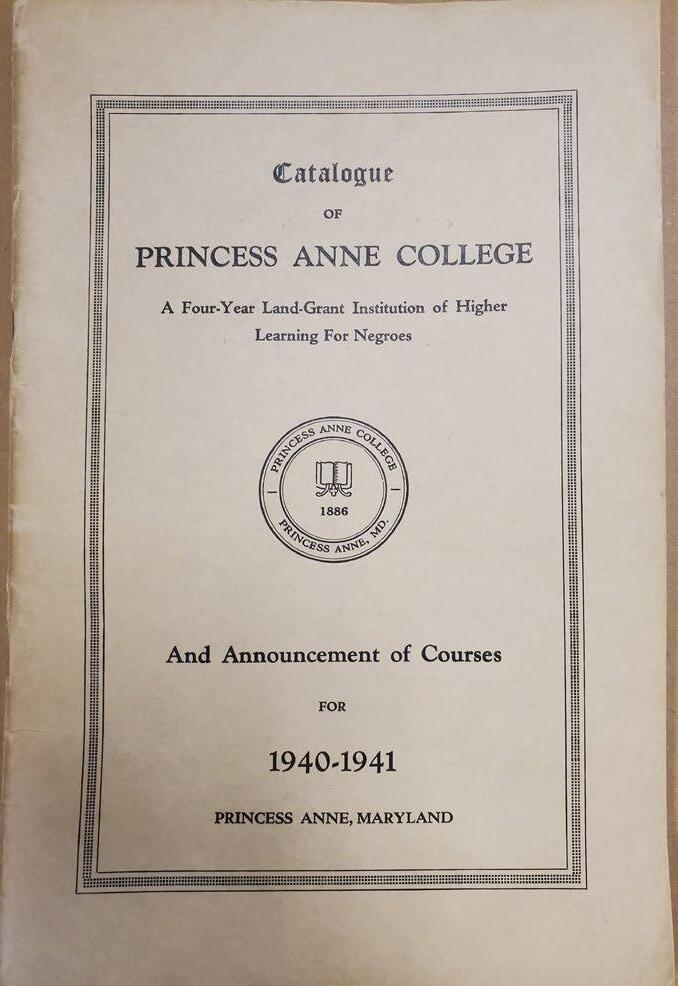 Catalogue
OF
PRINCESS ANNE COLLEGE
A Four-Year Land-Grant Institution of Higher
Learning For Negroes
PRINCESS ANNE COLLEGE
1886
PRINCESS ANNE, MD.
And Announcement of Courses
FOR
1940-1941
PRINCESS ANNE, MARYLAND